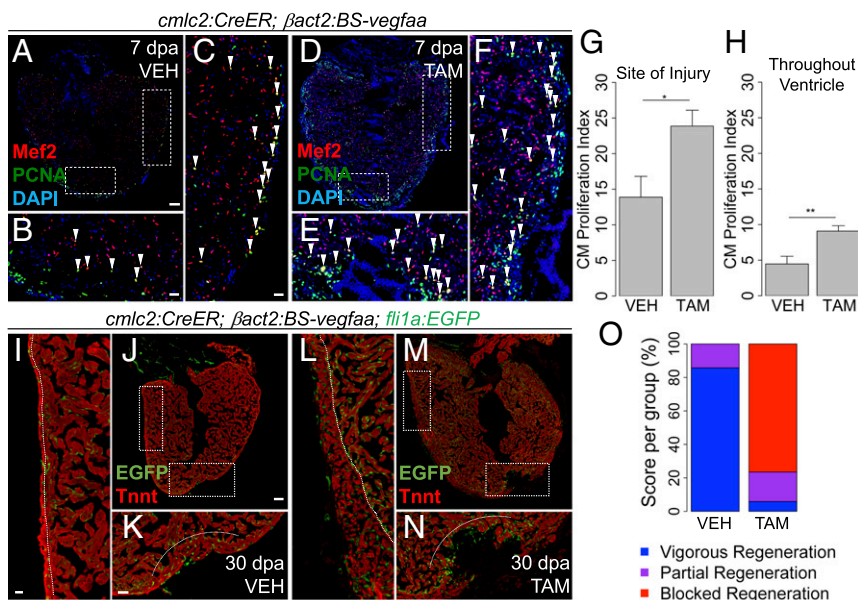 cmlc2:CreER; βact2:BS-vegfaa
A
7 dpa
VEH
Mef2
PCNA
DAPI
B
C
D
7 dpa
TAM
E
F
G
Site of Injury
CM Proliferation Index
0
5
10
15
20
25
30
*
VEH
TAM
H
Throughout
Ventricle
CM Proliferation Index
0
5
10
15
20
25
30
**
VEH
TAM
cmlc2:CreER; βact2:BS-vegfaa; fli1a:EGFP
I
J
EGFP
Tnnt
K
30 dpa
VEH
L
M
EGFP
Tnnt
N
30 dpa
TAM
O
Score per group (%)
0
20
40
60
80
100
VEH
TAM
Vigorous Regeneration
Partial Regeneration
Blocked Regeneration